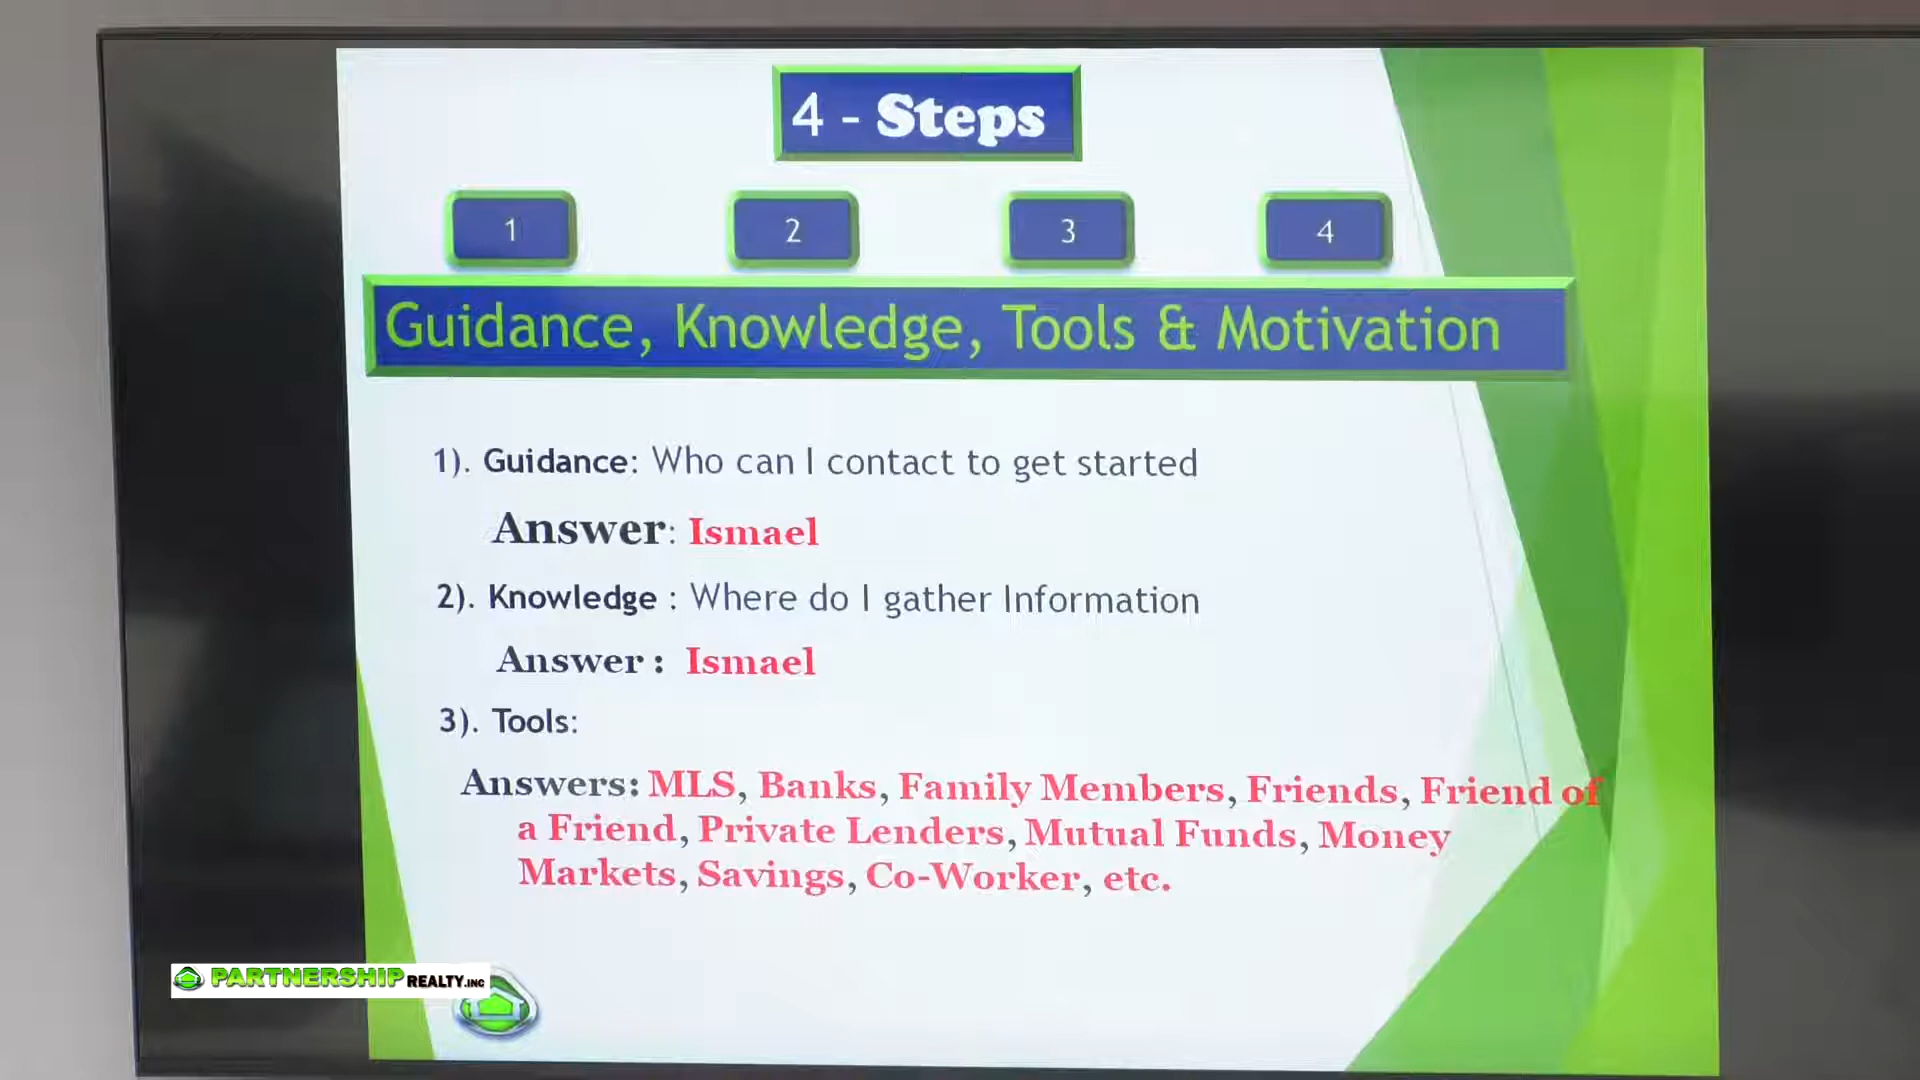 4 - Steps
1 2 3 4
Guidance, Knowledge, Tools & Motivation
1). Guidance: Who can I contact to get started
Answer: Ismael
2). Knowledge : Where do I gather Information
Answer : Ismael
3). Tools:
Answers: MLS, Banks, Family Members, Friends, Friend of
a Friend, Private Lenders, Mutual Funds, Money
Markets, Savings, Co-Worker, etc.
PARTNERSHIP REALTY.INC